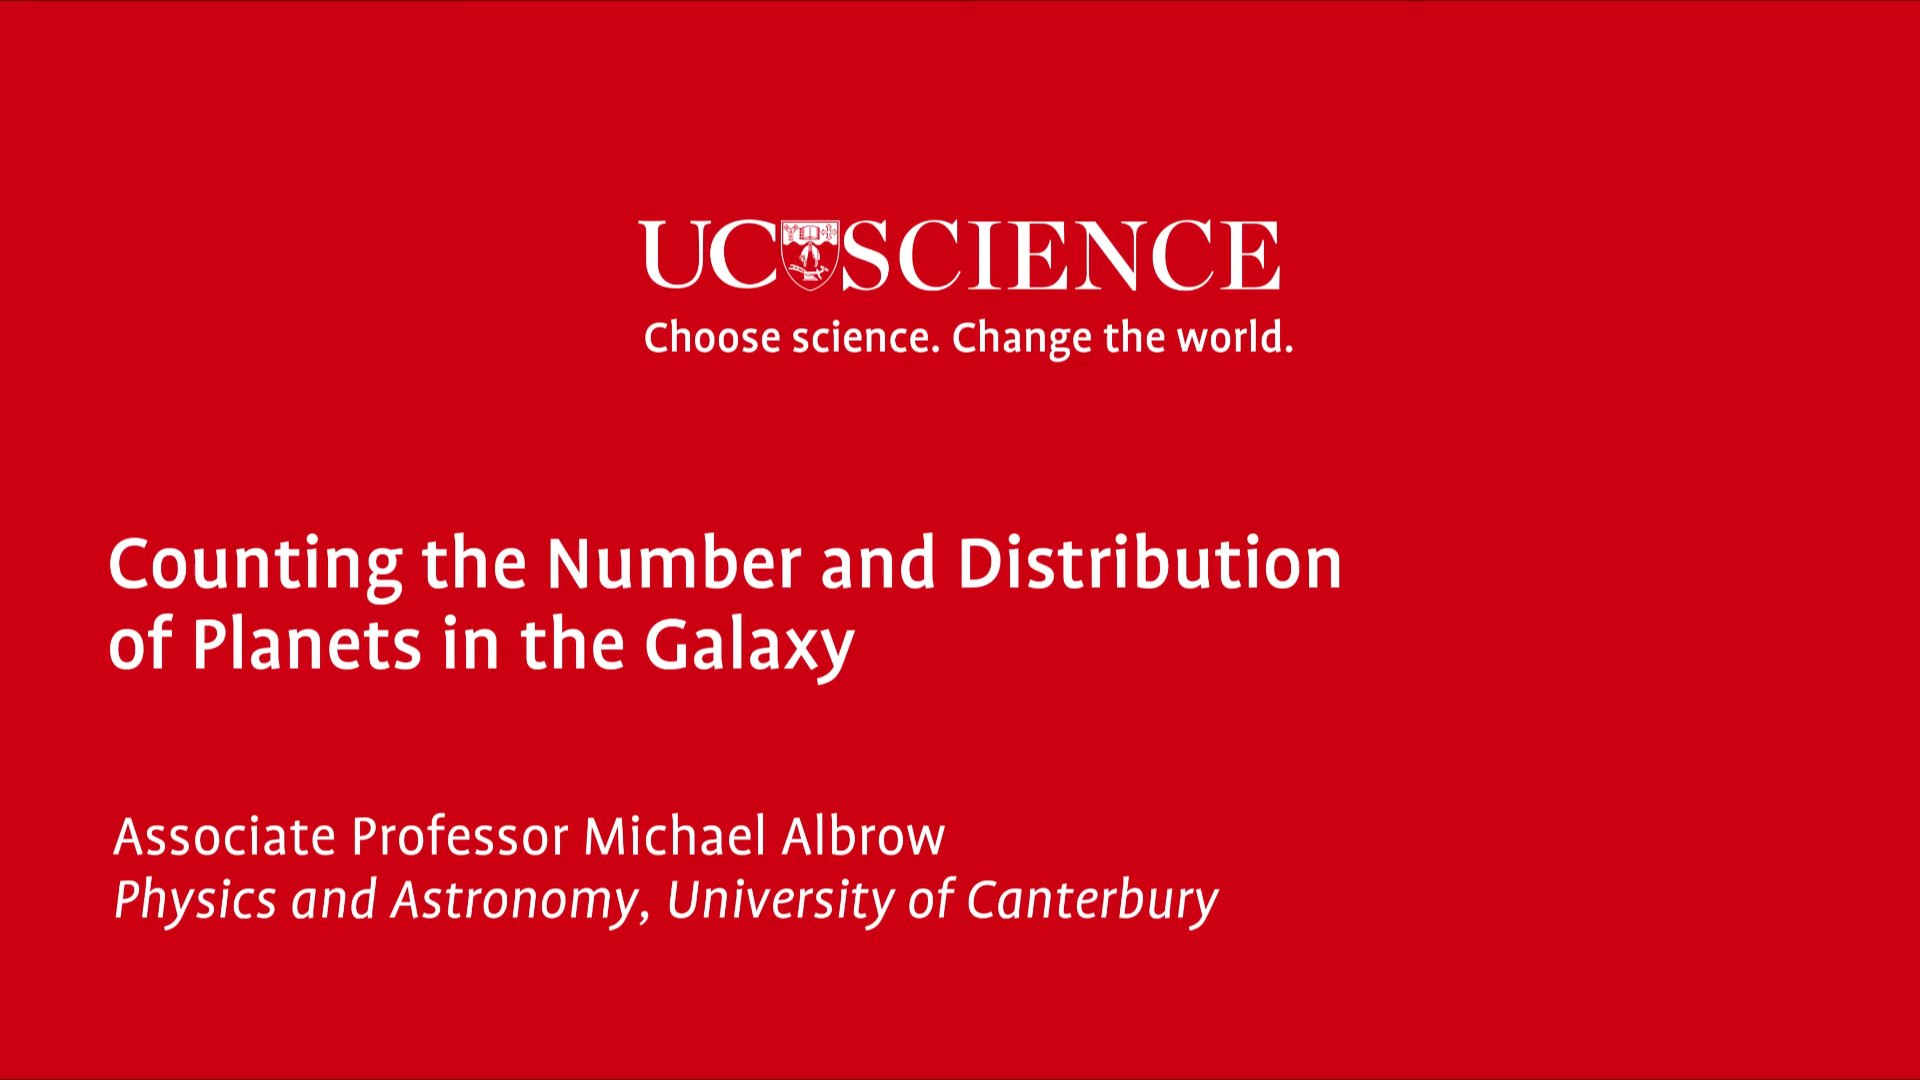 UC SCIENCE
Choose science. Change the world.
Counting the Number and Distribution
of Planets in the Galaxy
Associate Professor Michael Albrow
Physics and Astronomy, University of Canterbury